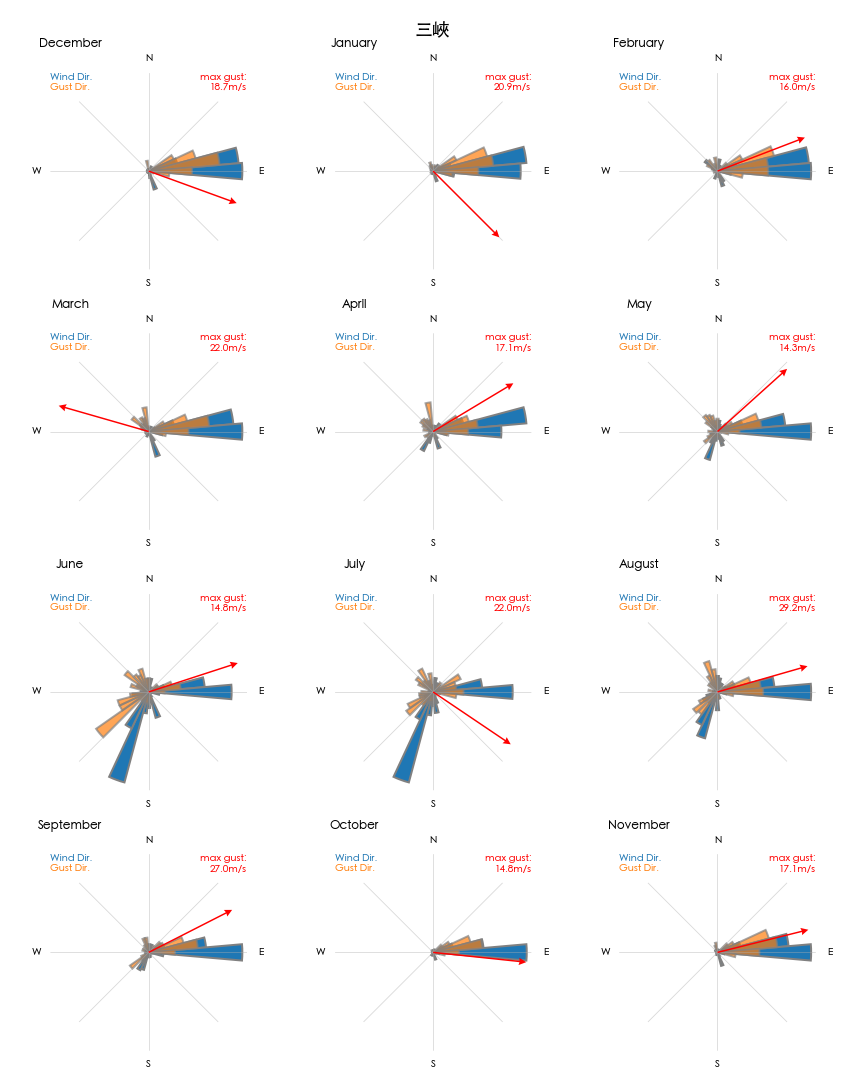 三峽
December
N
Wind Dir.
Gust Dir.
max gust:
18.7m/s
W
E
S
January
N
Wind Dir.
Gust Dir.
max gust:
20.9m/s
W
E
S
February
N
Wind Dir.
Gust Dir.
max gust:
16.0m/s
W
E
S
March
N
Wind Dir.
Gust Dir.
max gust:
22.0m/s
W
E
S
April
N
Wind Dir.
Gust Dir.
max gust:
17.1m/s
W
E
S
May
N
Wind Dir.
Gust Dir.
max gust:
14.3m/s
W
E
S
June
N
Wind Dir.
Gust Dir.
max gust:
14.8m/s
W
E
S
July
N
Wind Dir.
Gust Dir.
max gust:
22.0m/s
W
E
S
August
N
Wind Dir.
Gust Dir.
max gust:
29.2m/s
W
E
S
September
N
Wind Dir.
Gust Dir.
max gust:
27.0m/s
W
E
S
October
N
Wind Dir.
Gust Dir.
max gust:
14.8m/s
W
E
S
November
N
Wind Dir.
Gust Dir.
max gust:
17.1m/s
W
E
S